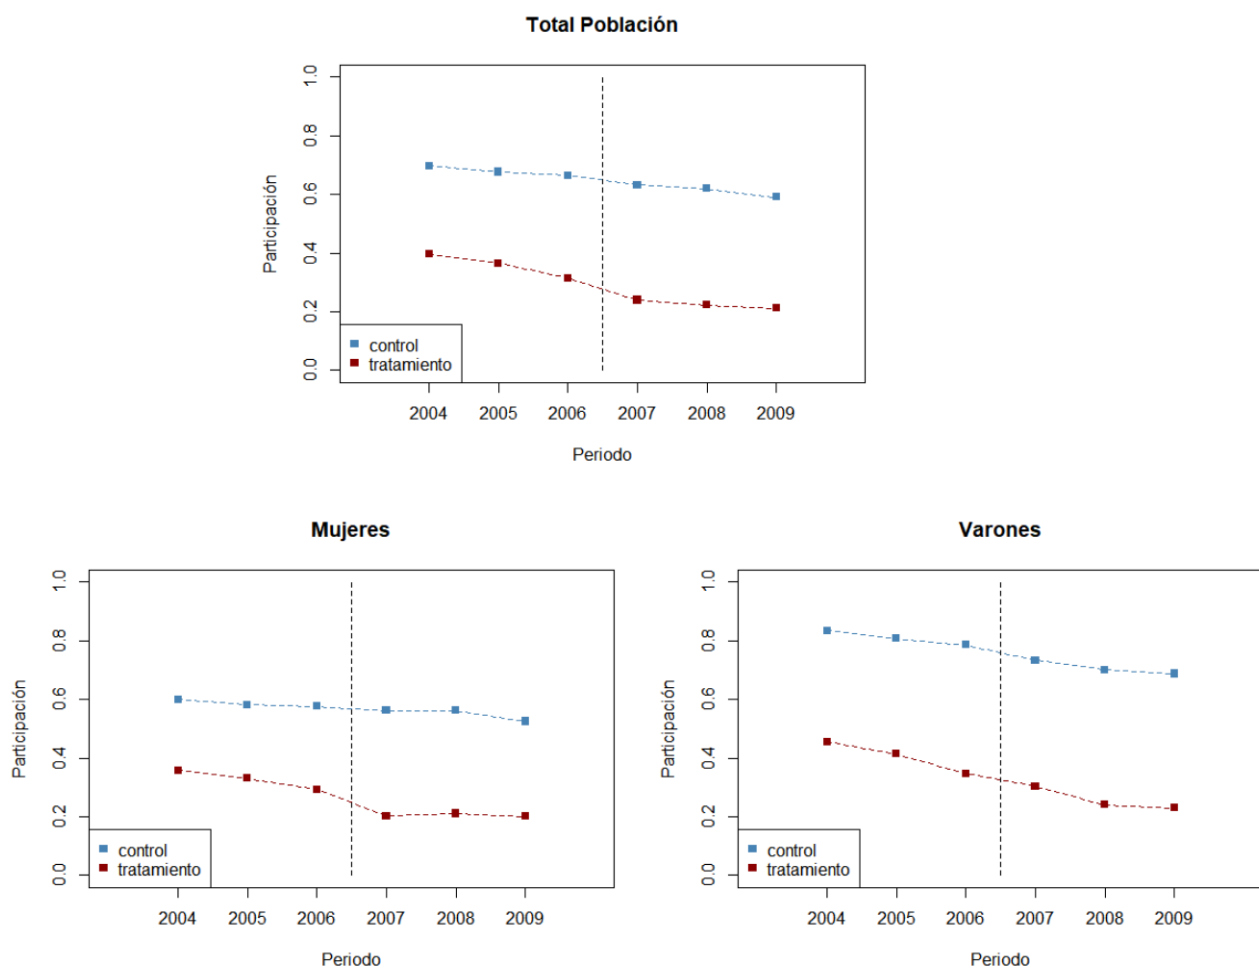 Total Población
Participación
1.0
0.8
0.6
0.4
0.2
0.0
control
tratamiento
2004 2005 2006 2007 2008 2009
Periodo
Mujeres
Participación
1.0
0.8
0.6
0.4
0.2
0.0
control
tratamiento
2004 2005 2006 2007 2008 2009
Periodo
Varones
Participación
1.0
0.8
0.6
0.4
0.2
0.0
control
tratamiento
2004 2005 2006 2007 2008 2009
Periodo